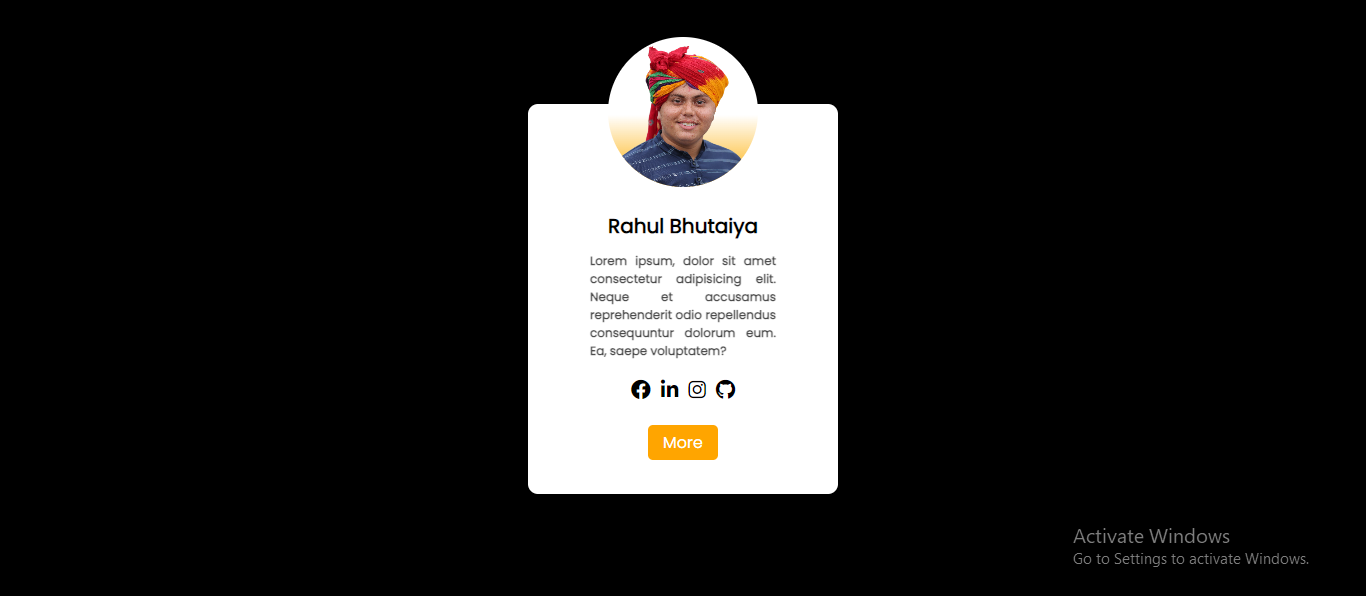 Rahul Bhutaiya
Lorem ipsum, dolor sit amet
consectetur adipisicing elit.
Neque et accusamus
reprehenderit odio repellendus
consequuntur dolorum eum.
Ea, saepe voluptatem?
More
Activate Windows
Go to Settings to activate Windows.